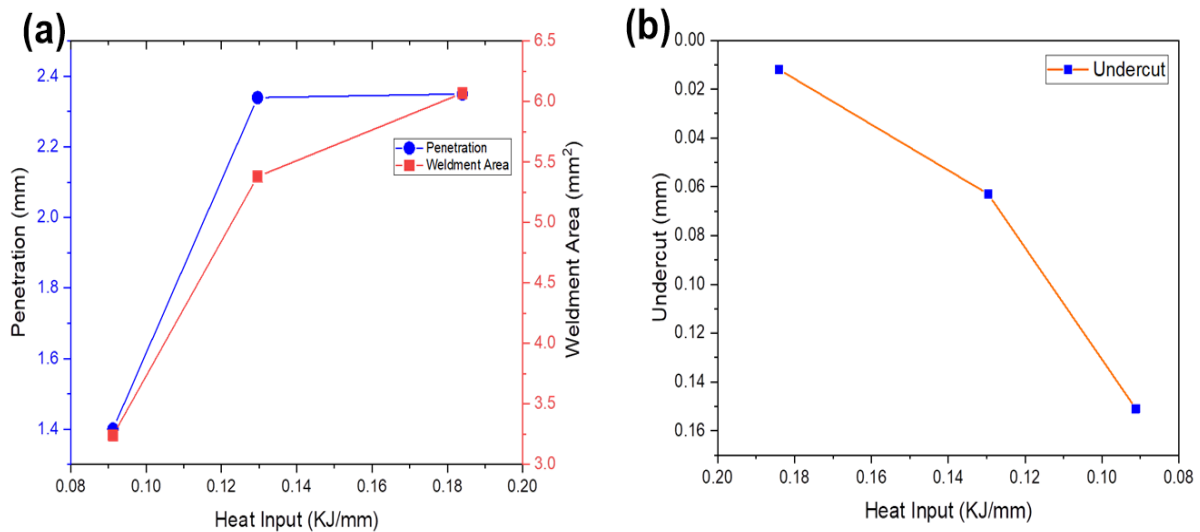 (a)
2.4
2.2
2.0
1.8
1.6
1.4
Penetration (mm)
Penetration
Weldment Area
6.5
6.0
5.5
5.0
4.5
4.0
3.5
3.0
Weldment Area (mm²)
0.08 0.10 0.12 0.14 0.16 0.18 0.20
Heat Input (KJ/mm)
(b)
0.00
0.02
0.04
0.06
0.08
0.10
0.12
0.14
0.16
Undercut (mm)
Undercut
0.20 0.18 0.16 0.14 0.12 0.10 0.08
Heat Input (KJ/mm)